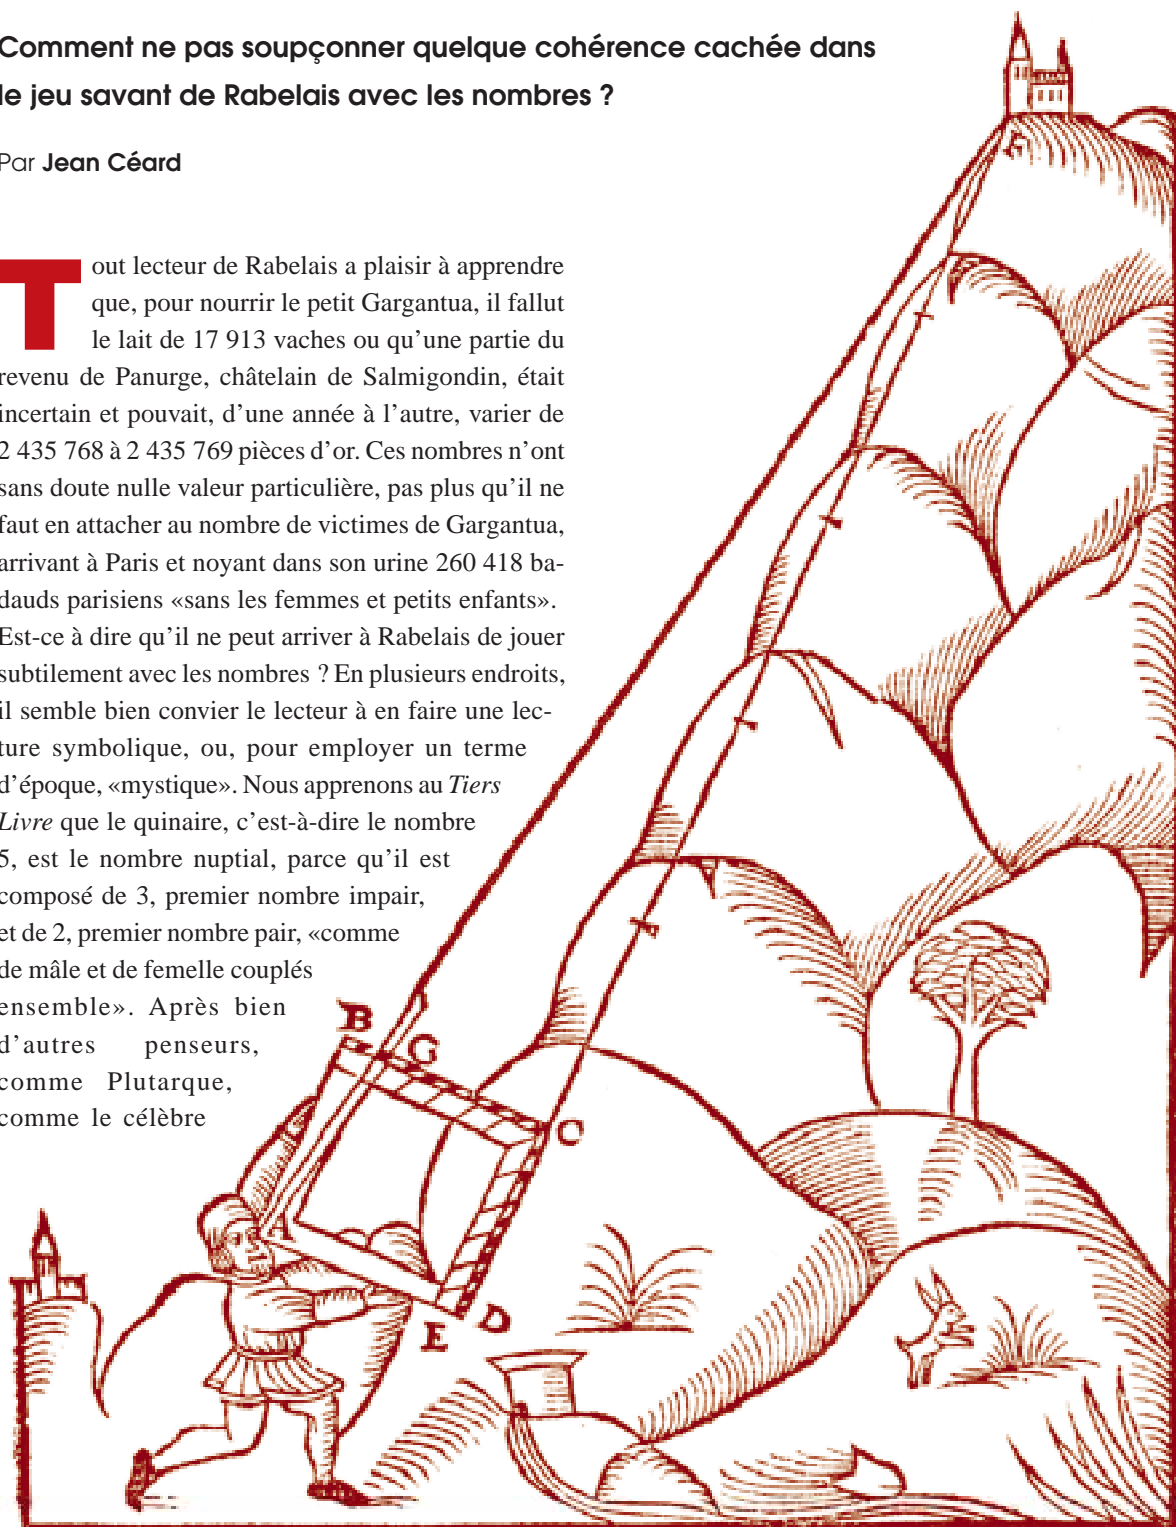 Comment ne pas soupçonner quelque cohérence cachée dans
le jeu savant de Rabelais avec les nombres ?
Par Jean Céard
Tout lecteur de Rabelais a plaisir à apprendre
que, pour nourrir le petit Gargantua, il fallut
le lait de 17 913 vaches ou qu’une partie du
revenu de Panurge, châtelain de Salmigondin, était
incertain et pouvait, d’une année à l’autre, varier de
2 435 768 à 2 435 769 pièces d’or. Ces nombres n’ont
sans doute nulle valeur particulière, pas plus qu’il ne
faut en attacher au nombre de victimes de Gargantua,
arrivant à Paris et noyant dans son urine 260 418 ba-
dauds parisiens «sans les femmes et petits enfants».
Est-ce à dire qu’il ne peut arriver à Rabelais de jouer
subtilement avec les nombres ? En plusieurs endroits,
il semble bien convier le lecteur à en faire une lec-
ture symbolique, ou, pour employer un terme
d’époque, «mystique». Nous apprenons au Tiers
Livre que le quinaire, c’est-à-dire le nombre
5, est le nombre nuptial, parce qu’il est
composé de 3, premier nombre impair,
et de 2, premier nombre pair, «comme
de mâle et de femelle couplés
ensemble». Après bien
d’autres penseurs,
comme Plutarque,
comme le célèbre
F
B
G
C
A
D
E